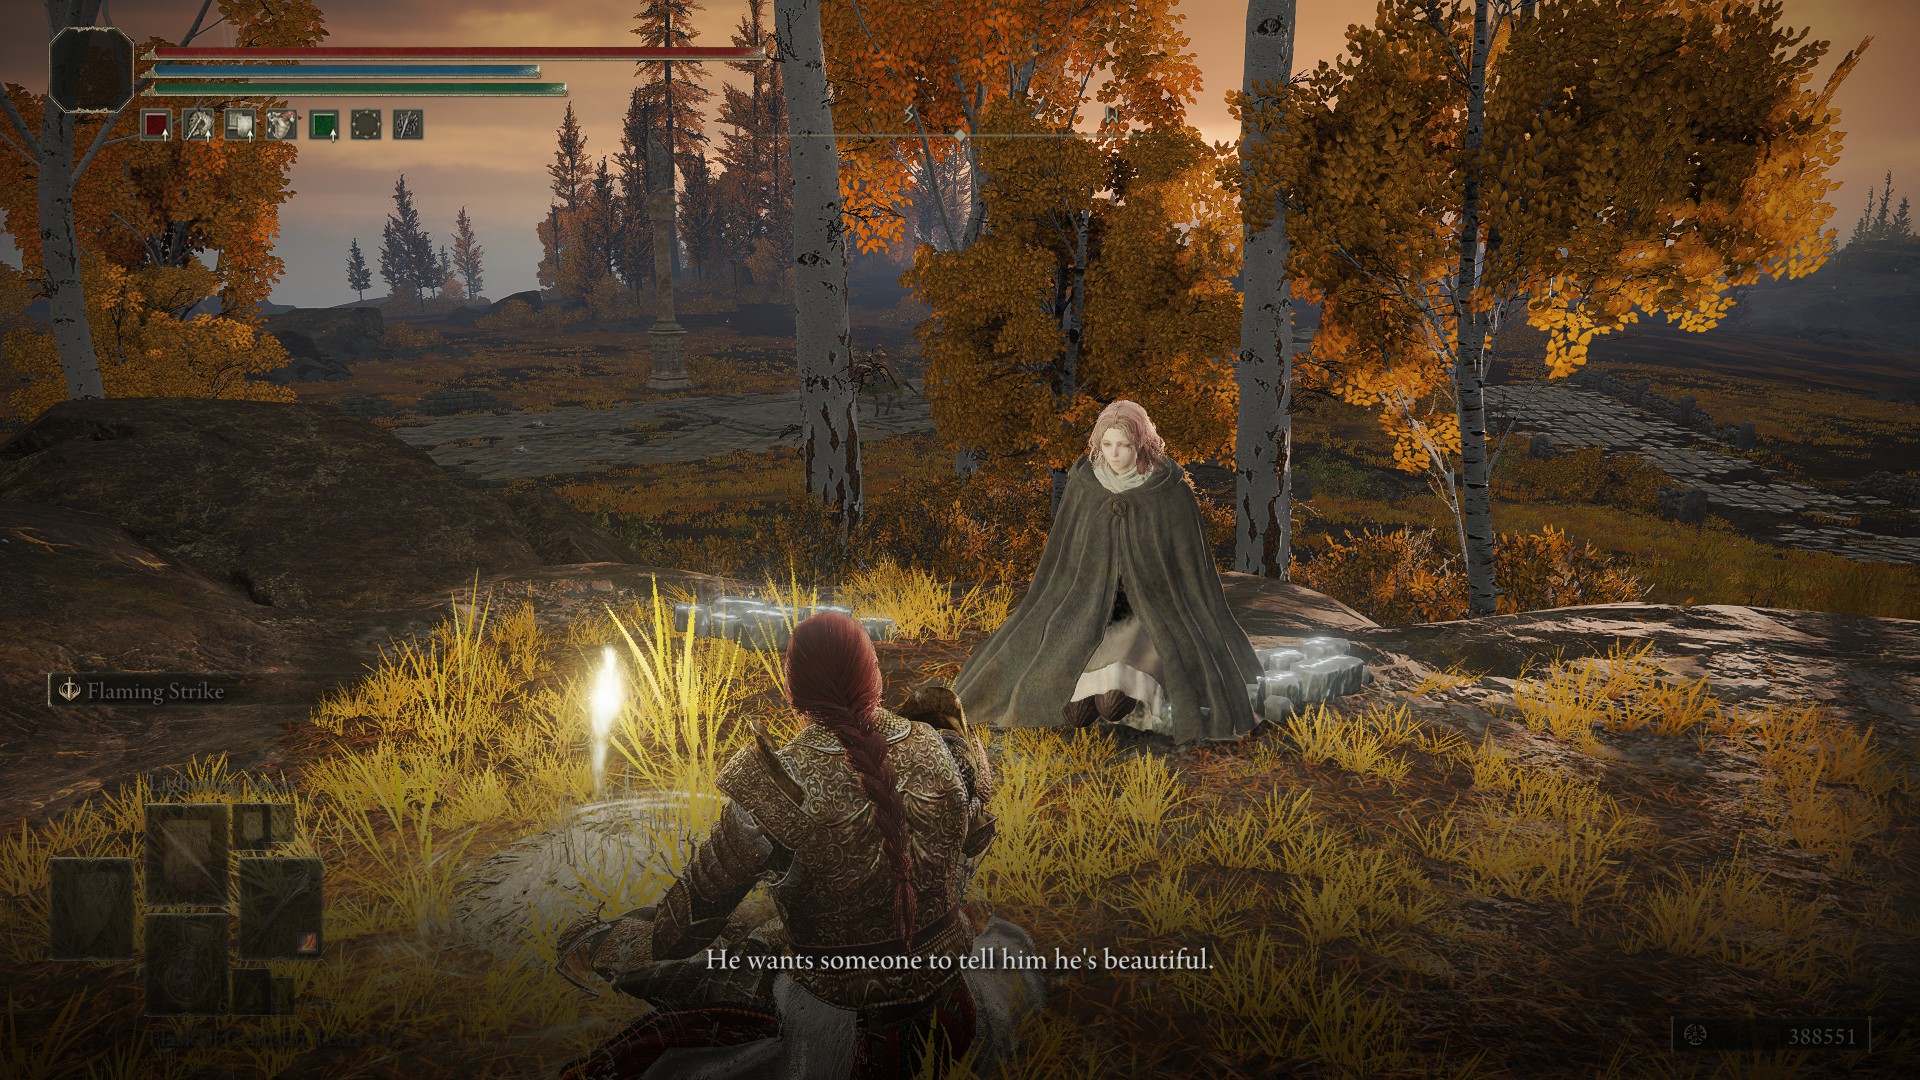 S
W
Flaming Strike
He wants someone to tell him he's beautiful.
388551